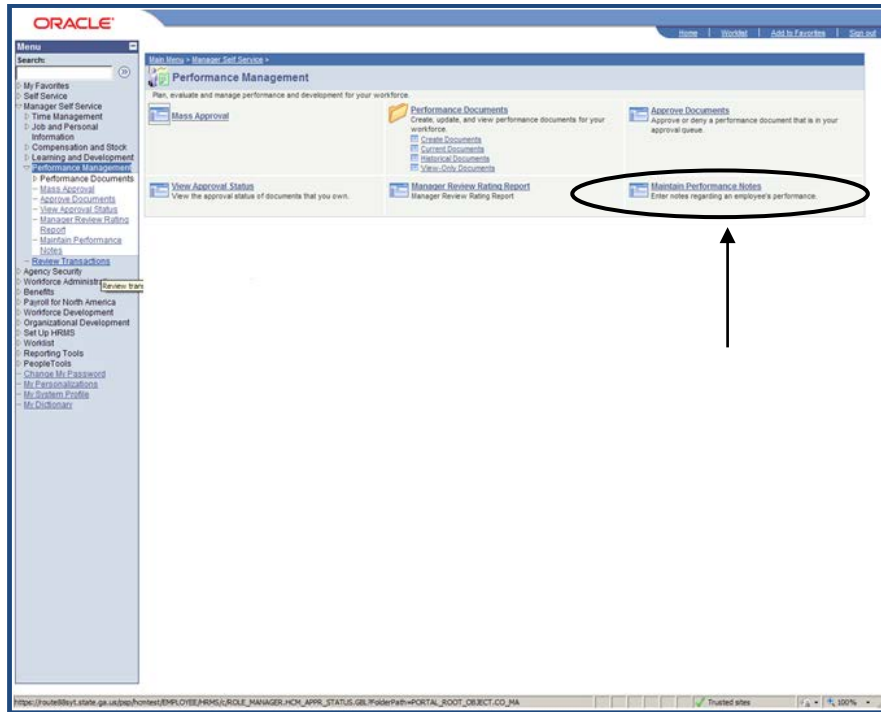 ORACLE
Home | Worklist | Add to Favorites | Sign out
Menu
Search:
My Favorites
Self Service
Manager Self Service
Time Management
Job and Personal
Information
Compensation and Stock
Learning and Development
Performance Management
Performance Documents
Mass Approval
Approve Documents
View Approval Status
Manager Review Rating
Report
Maintain Performance
Notes
Review Transactions
Agency Security
Workforce Administr
Review tran
Benefits
Payroll for North America
Workforce Development
Organizational Development
Set Up HRMS
Worklist
Reporting Tools
PeopleTools
Change My Password
My Personalizations
My System Profile
My Dictionary
Main Menu > Manager Self Service >
Performance Management
Plan, evaluate and manage performance and development for your workforce.
Mass Approval
Performance Documents
Create, update, and view performance documents for your
workforce.
Create Documents
Current Documents
Historical Documents
View-Only Documents
Approve Documents
Approve or deny a performance document that is in your
approval queue.
View Approval Status
View the approval status of documents that you own.
Manager Review Rating Report
Manager Review Rating Report
Maintain Performance Notes
Enter notes regarding an employee's performance.
Trusted sites
100%